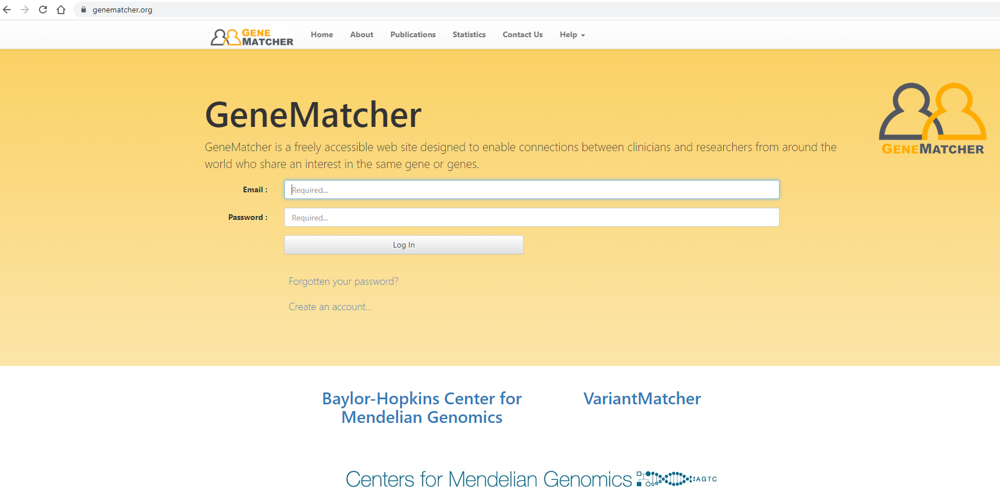 genematcher.org
GENE
MATCHER
Home About Publications Statistics Contact Us Help
GENEMATCHER
GeneMatcher
GeneMatcher is a freely accessible web site designed to enable connections between clinicians and researchers from around the
world who share an interest in the same gene or genes.
Email : Required...
Password : Required...
Log In
Forgotten your password?
Create an account...
Baylor-Hopkins Center for
Mendelian Genomics
VariantMatcher
Centers for Mendelian Genomics AGTC